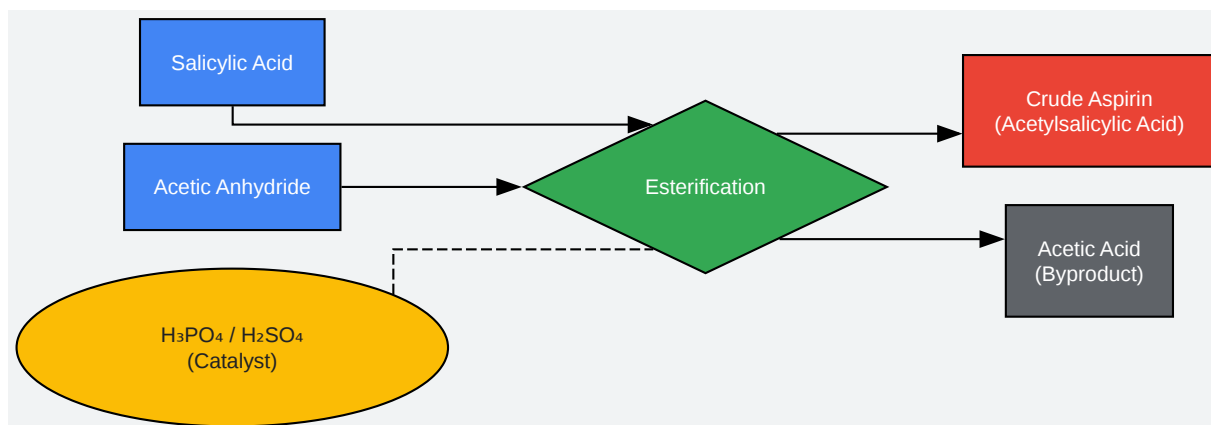 Salicylic Acid
Acetic Anhydride
H₃PO₄ / H₂SO₄
(Catalyst)
Esterification
Crude Aspirin
(Acetylsalicylic Acid)
Acetic Acid
(Byproduct)